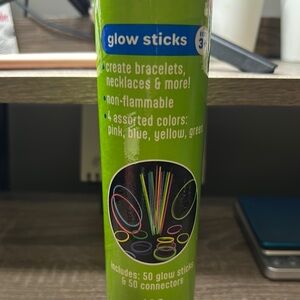 glow sticks
create bracelets,
necklaces & more!
•non-flammable
•4 assorted colors:
pink, blue, yellow, green
includes: 50 glow sticks
& 50 connectors